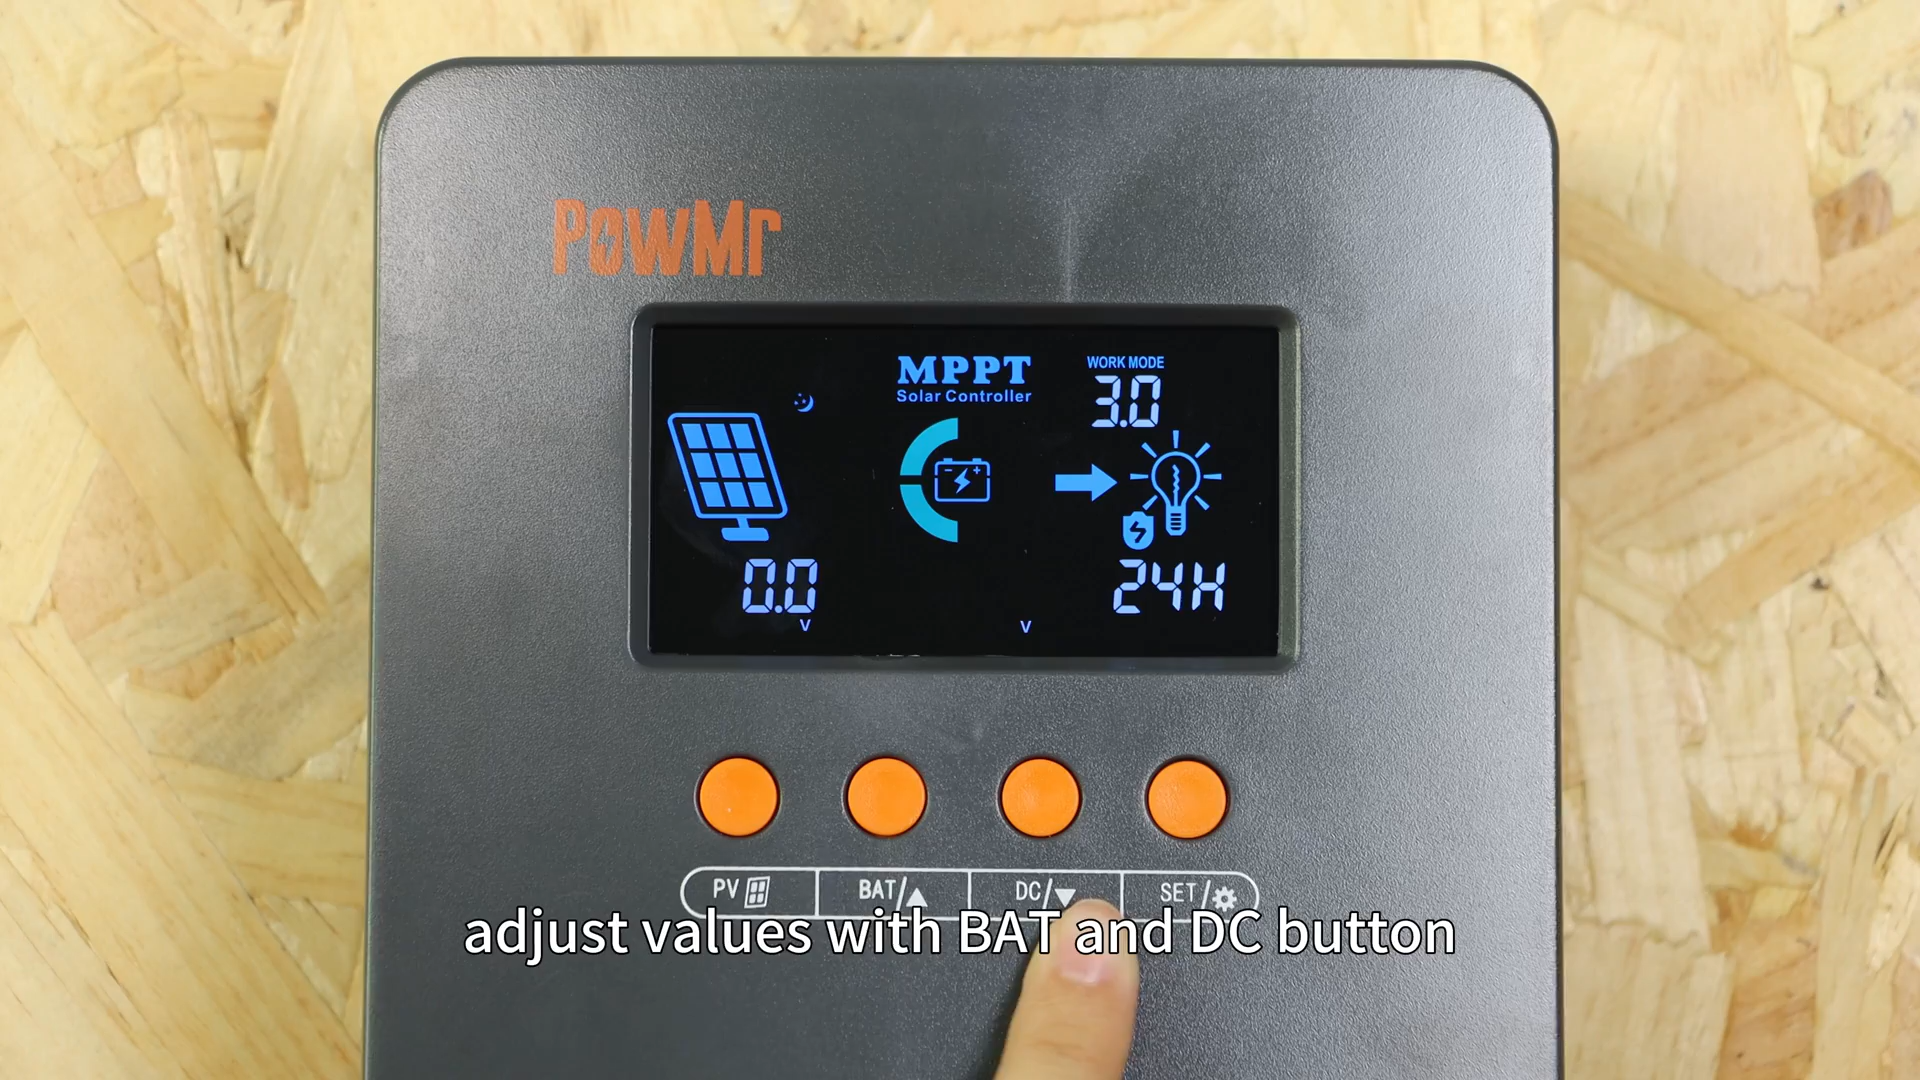 PowMr
MPPT
Solar Controller
WORK MODE
3.0
0.0
V
V
24H
PV
BAT/▲
DC/▼
SET/
adjust values with BAT and DC button